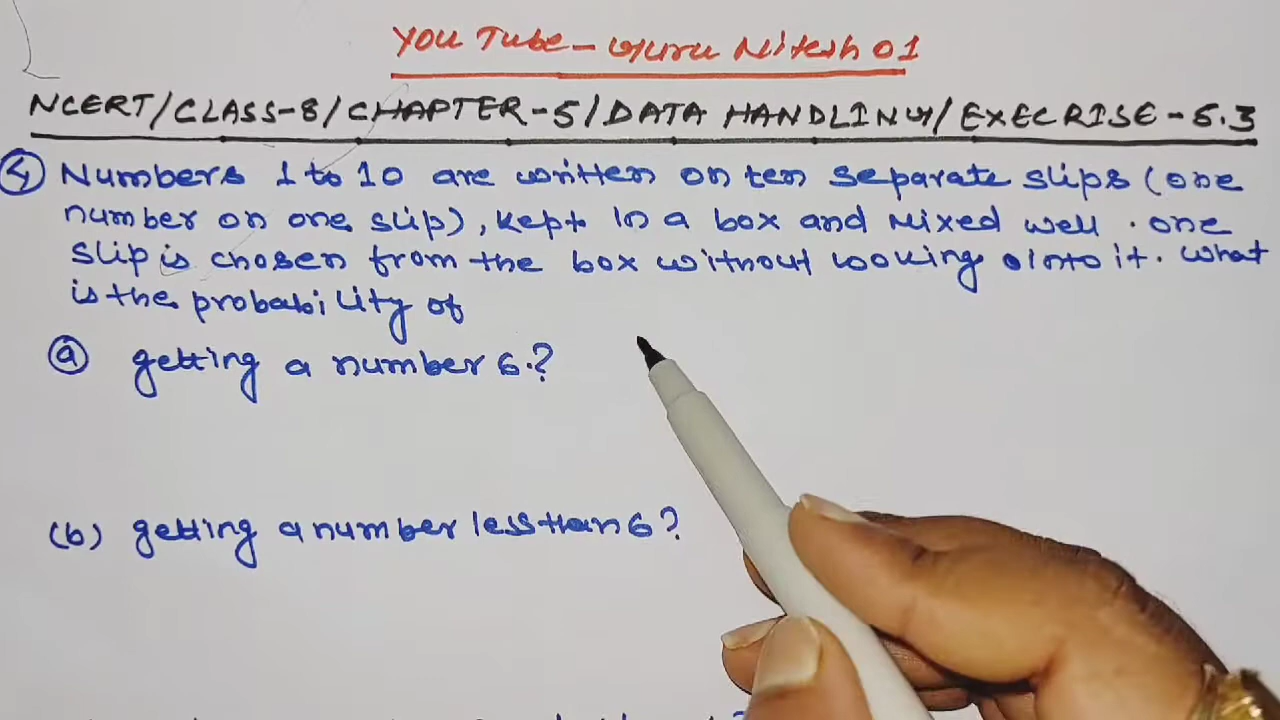 You Tube - Guru Nitesh 01
NCERT/CLASS-8/CHAPTER-5/DATA HANDLING/EXECRISE-5.3
4 Numbers 1 to 10 are written on ten separate slips (one
number on one slip), kept in a box and mixed well. one
slip is chosen from the box without looking into it. what
is the probability of
(a) getting a number 6.?
(b) getting a number less than 6?